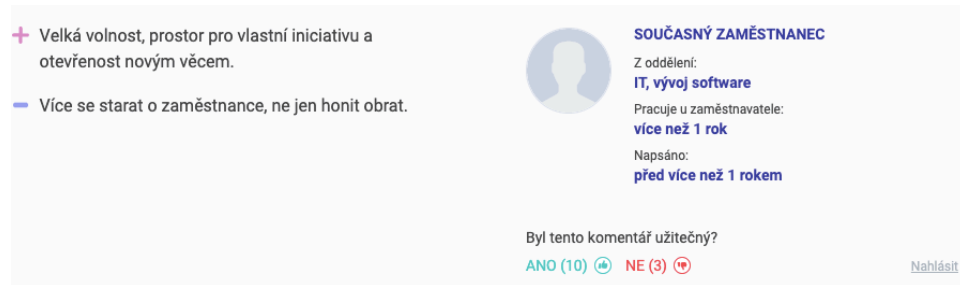 + Velká volnost, prostor pro vlastní iniciativu a
otevřenost novým věcem.
− Více se starat o zaměstnance, ne jen honit obrat.
SOUČASNÝ ZAMĚSTNANEC
Z oddělení:
IT, vývoj software
Pracuje u zaměstnavatele:
více než 1 rok
Napsáno:
před více než 1 rokem
Byl tento komentář užitečný?
ANO (10) NE (3)
Nahlásit